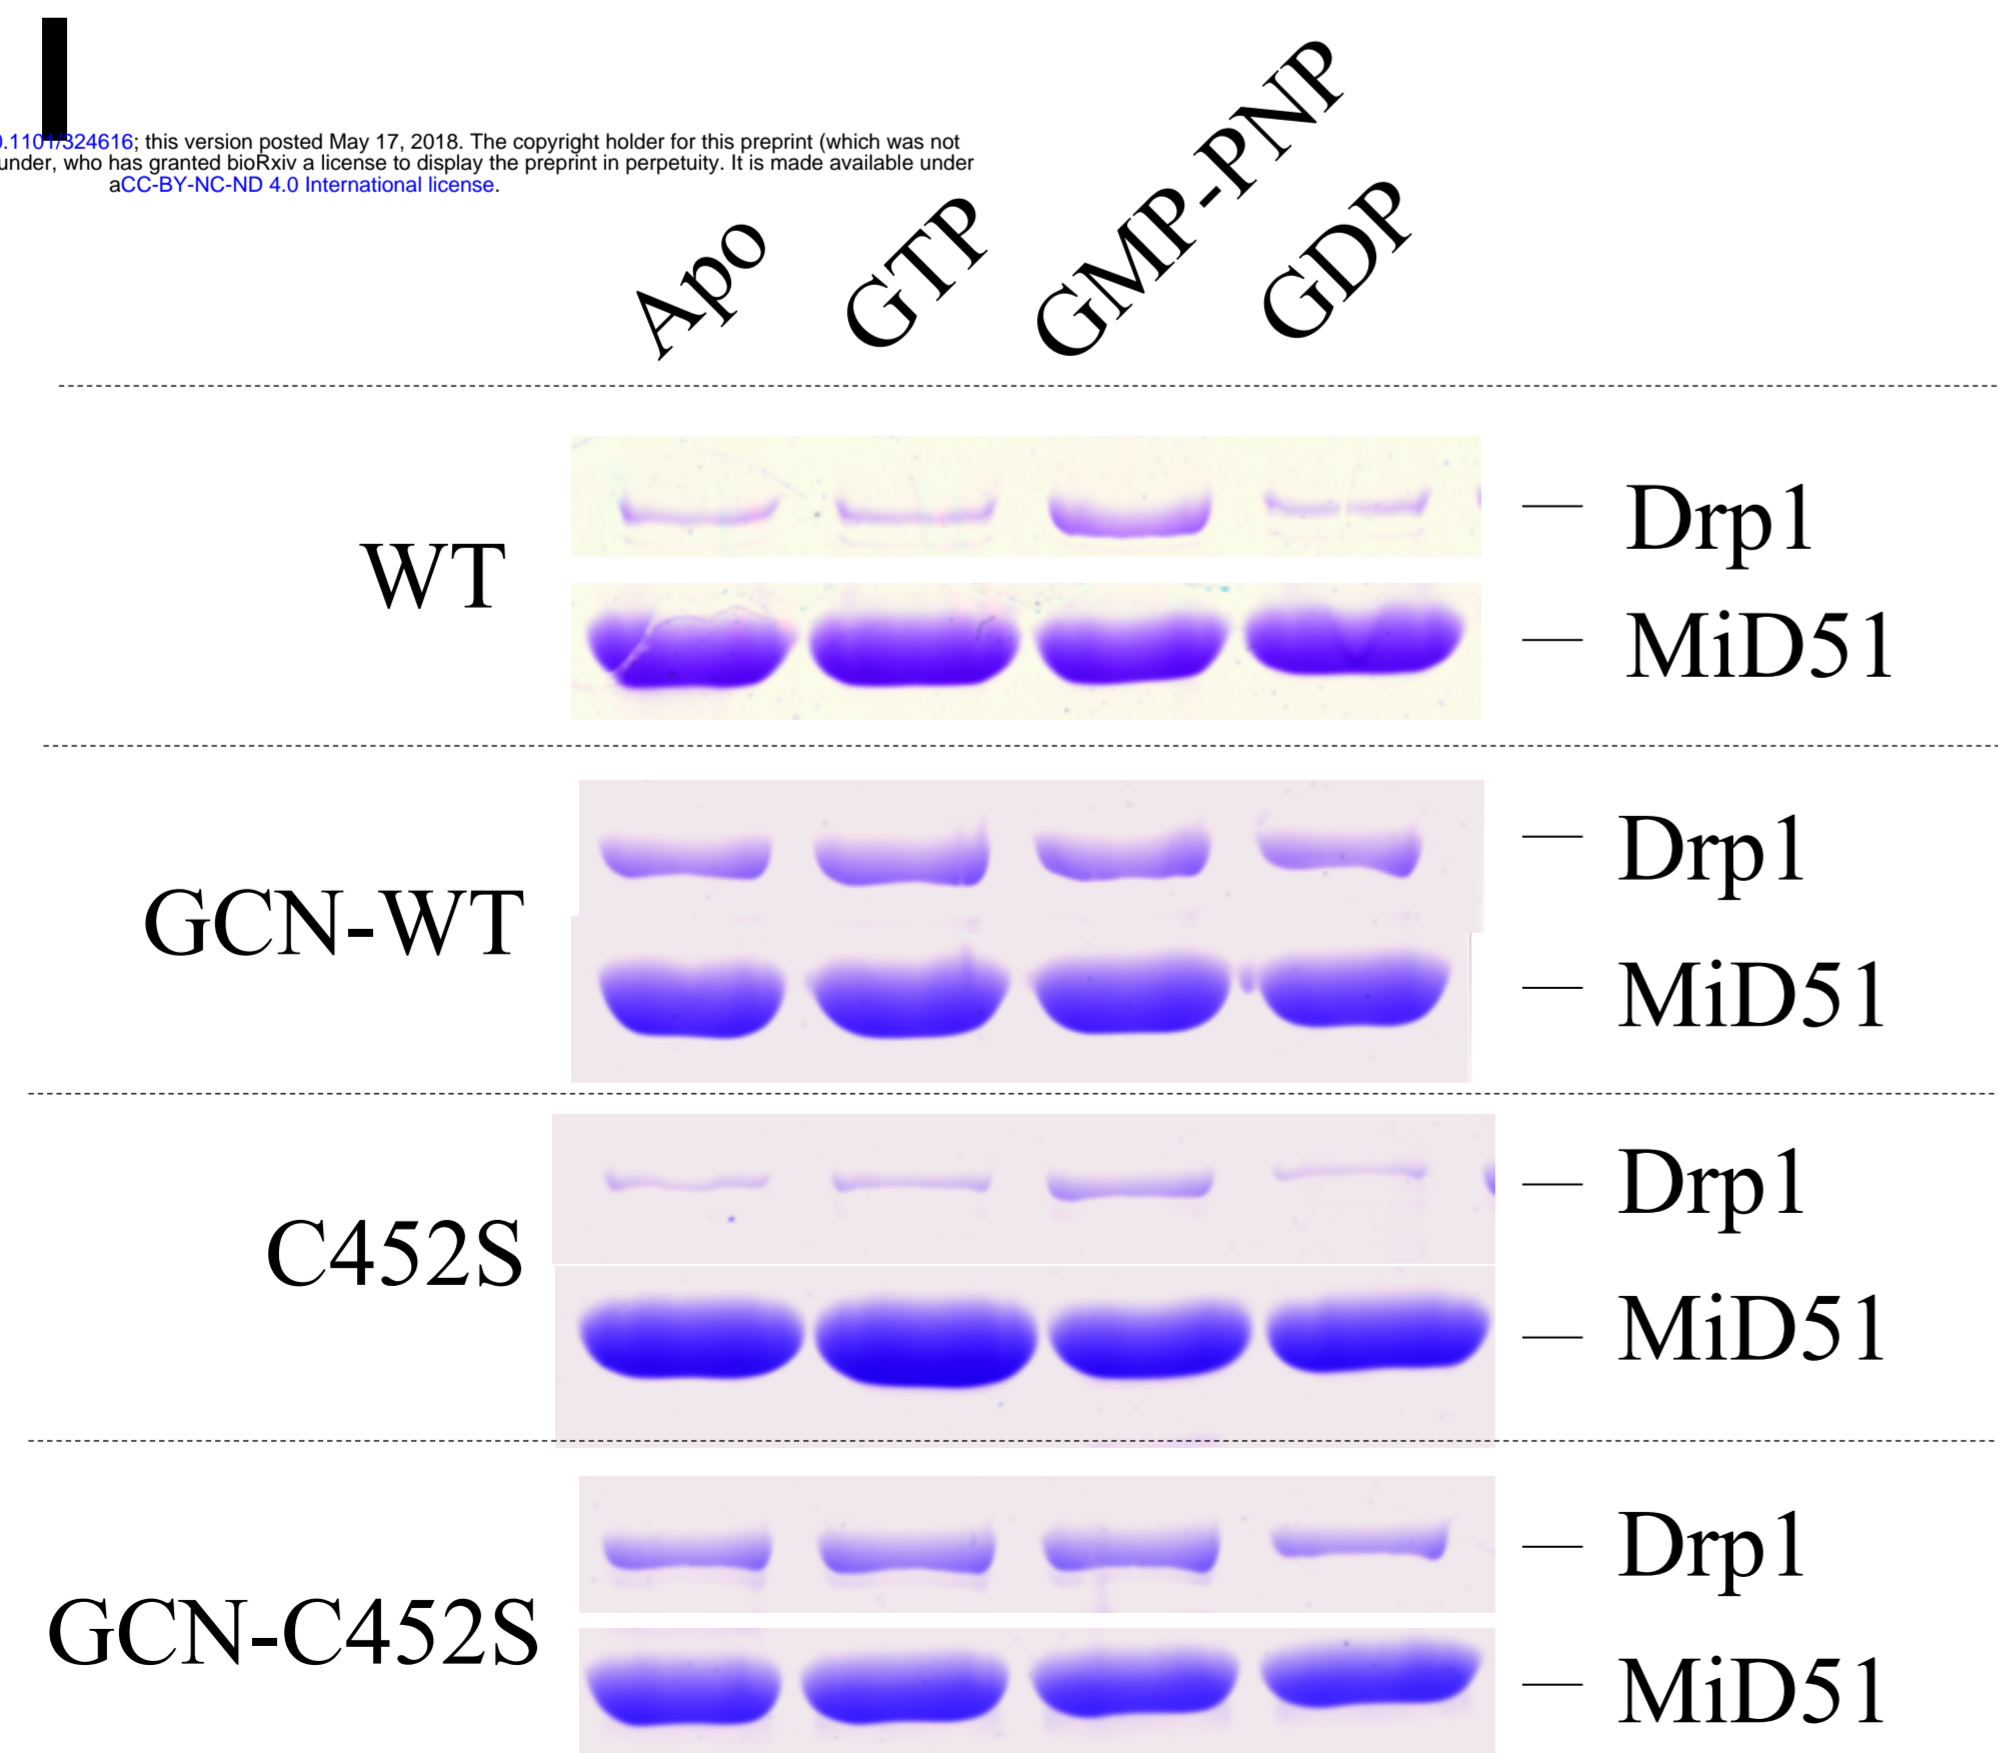 I
0.1101/324616; this version posted May 17, 2018. The copyright holder for this preprint (which was not
under, who has granted bioRxiv a license to display the preprint in perpetuity. It is made available under
aCC-BY-NC-ND 4.0 International license.
Apo GTP GMP-PNP GDP
WT
Drp1
MiD51
GCN-WT
Drp1
MiD51
C452S
Drp1
MiD51
GCN-C452S
Drp1
MiD51